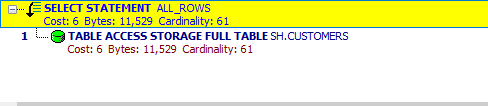 SELECT STATEMENT ALL_ROWS
Cost: 6 Bytes: 11,529 Cardinality: 61
1 TABLE ACCESS STORAGE FULL TABLE SH.CUSTOMERS
Cost: 6 Bytes: 11,529 Cardinality: 61